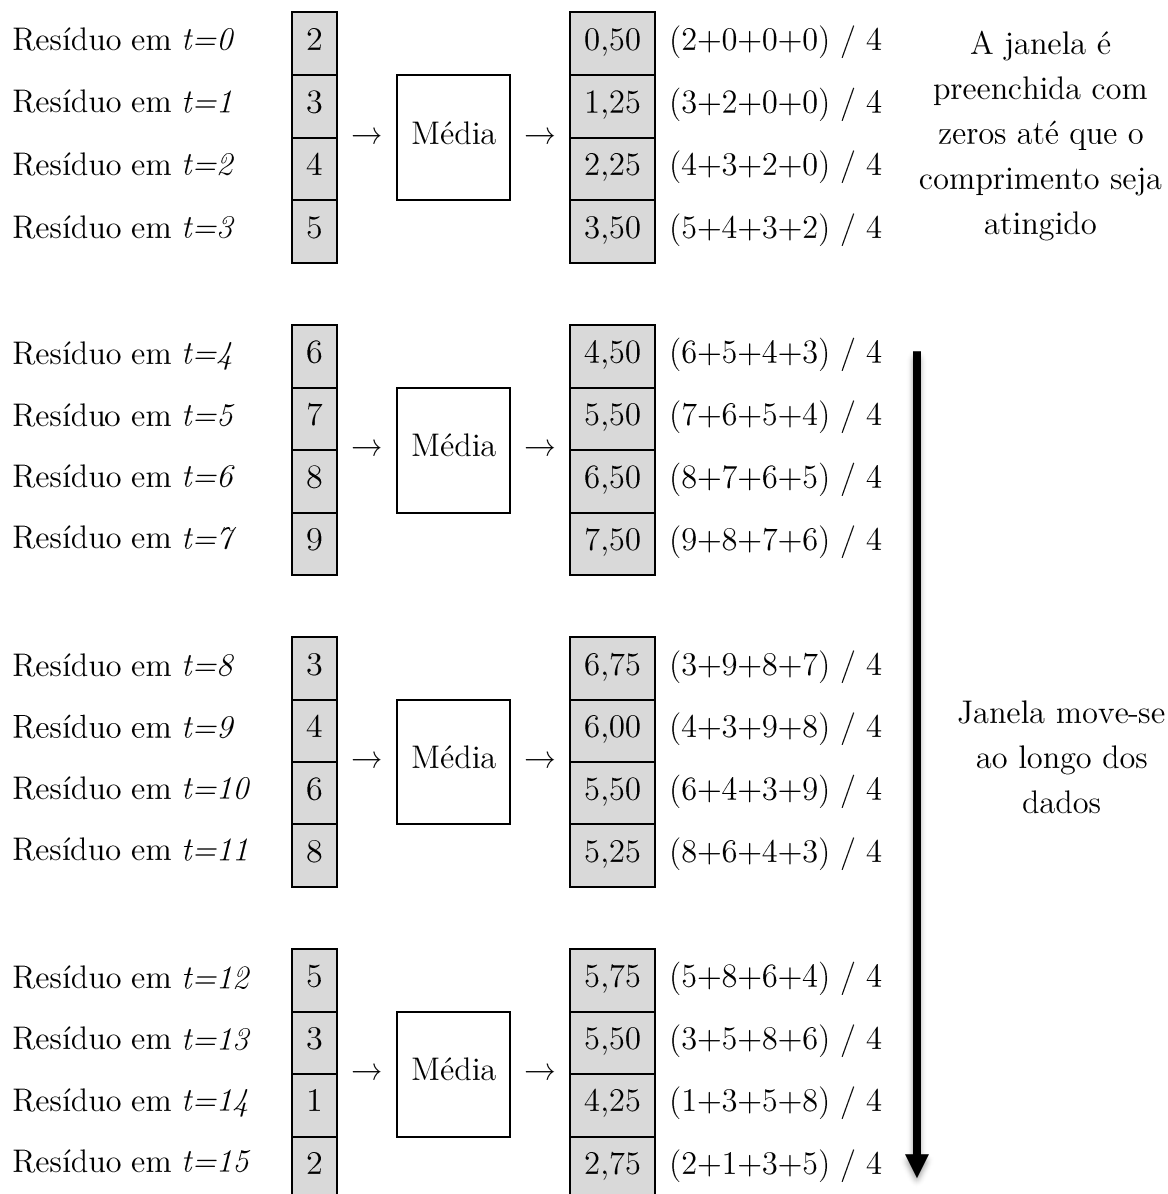 Resíduo em t=0 2 0,50 (2+0+0+0) / 4
Resíduo em t=1 3 1,25 (3+2+0+0) / 4
→ Média →
Resíduo em t=2 4 2,25 (4+3+2+0) / 4
Resíduo em t=3 5 3,50 (5+4+3+2) / 4
A janela é
preenchida com
zeros até que o
comprimento seja
atingido
Resíduo em t=4 6 4,50 (6+5+4+3) / 4
Resíduo em t=5 7 5,50 (7+6+5+4) / 4
→ Média →
Resíduo em t=6 8 6,50 (8+7+6+5) / 4
Resíduo em t=7 9 7,50 (9+8+7+6) / 4
Resíduo em t=8 3 6,75 (3+9+8+7) / 4
Resíduo em t=9 4 6,00 (4+3+9+8) / 4
→ Média →
Resíduo em t=10 6 5,50 (6+4+3+9) / 4
Resíduo em t=11 8 5,25 (8+6+4+3) / 4
Janela move-se
ao longo dos
dados
Resíduo em t=12 5 5,75 (5+8+6+4) / 4
Resíduo em t=13 3 5,50 (3+5+8+6) / 4
→ Média →
Resíduo em t=14 1 4,25 (1+3+5+8) / 4
Resíduo em t=15 2 2,75 (2+1+3+5) / 4